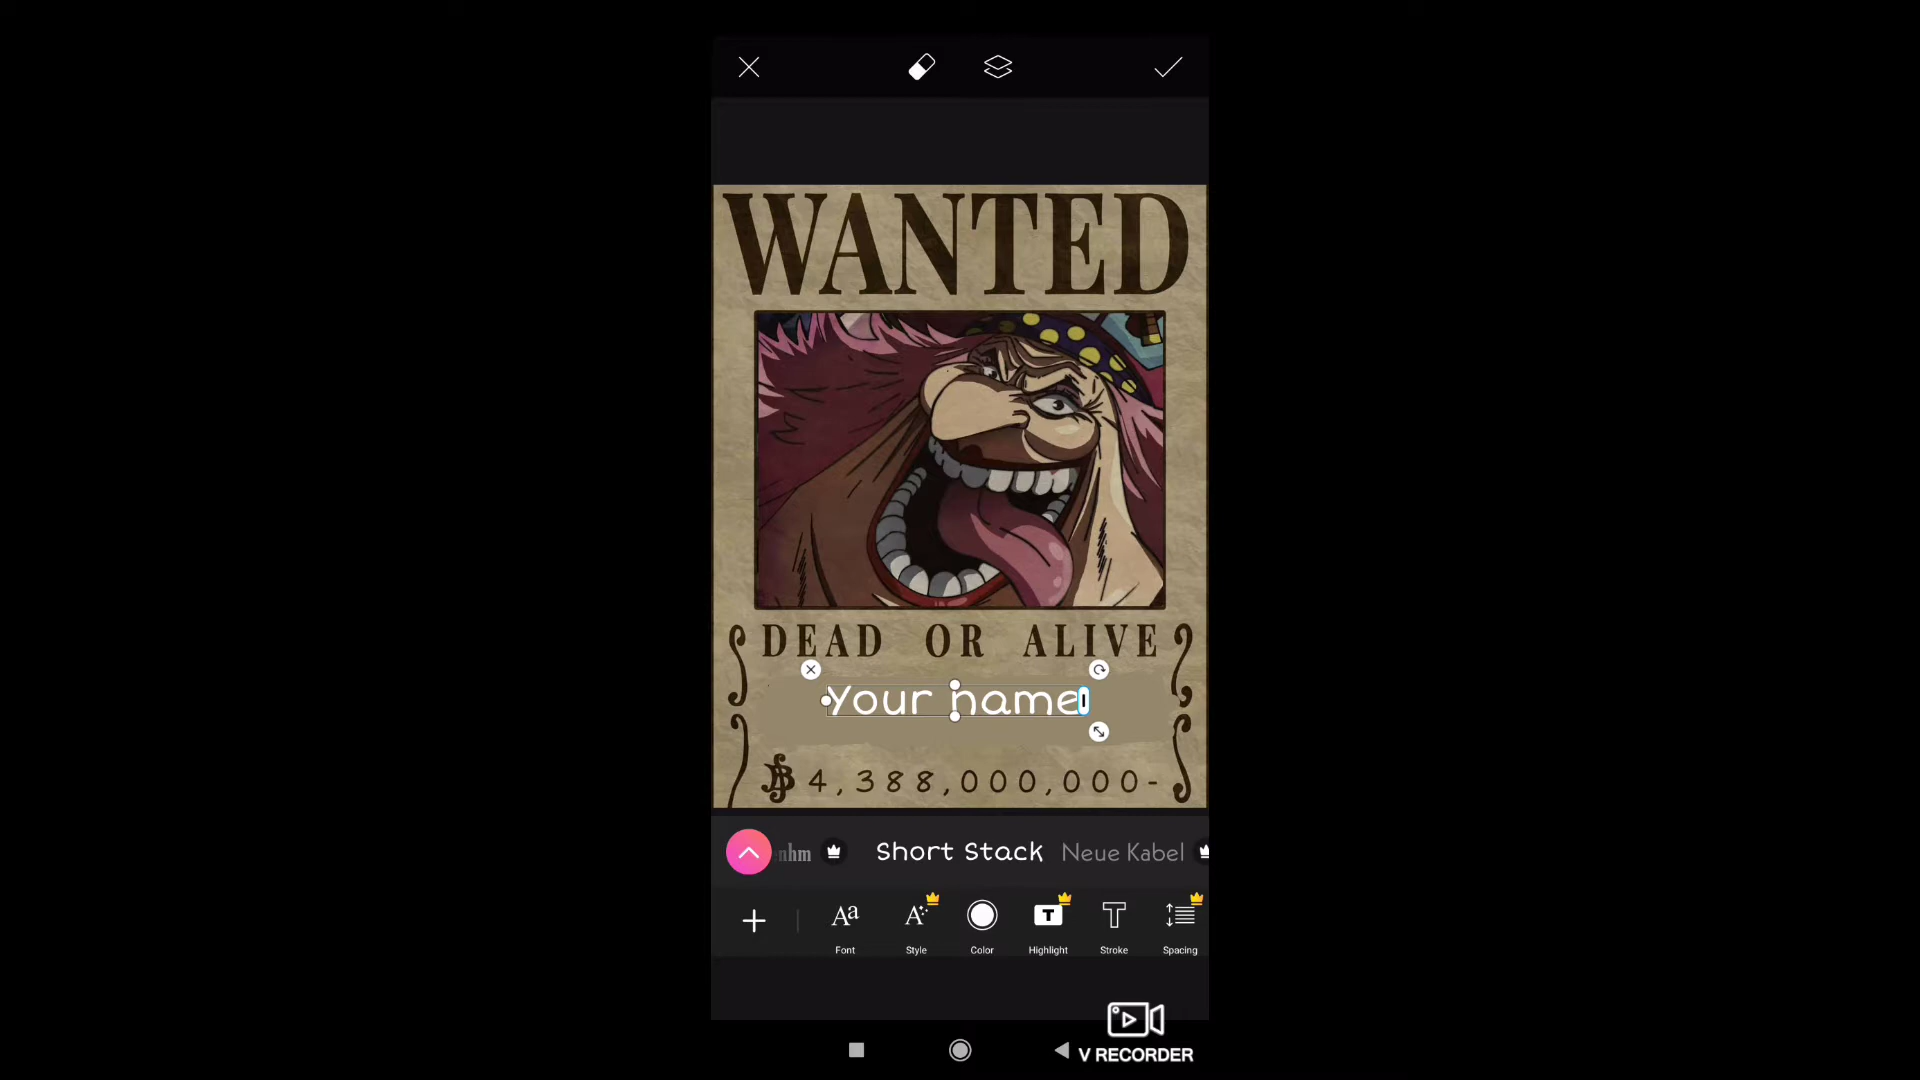 WANTED
DEAD OR ALIVE
Your name
฿4,388,000,000-
Short Stack Neue Kabel
Font Style Color Highlight Stroke Spacing
V RECORDER